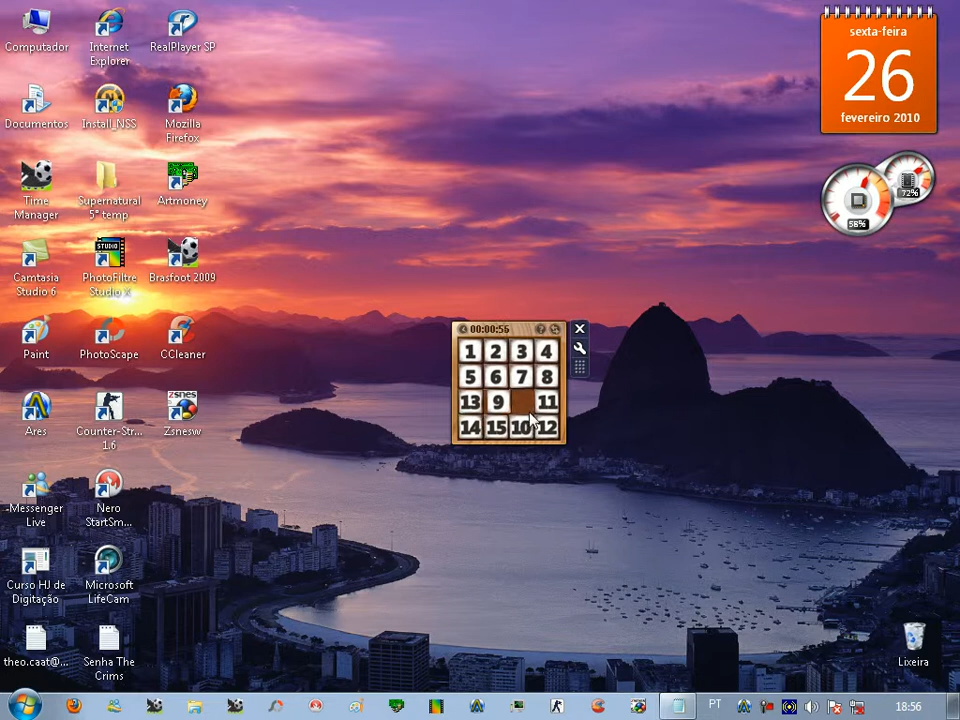 Computador
Internet
Explorer
RealPlayer SP
Documentos
Install_NSS
Mozilla
Firefox
Time
Manager
Supernatural
5° temp
Artmoney
Camtasia
Studio 6
STUDIO
PhotoFiltre
Studio X
Brasfoot 2009
Paint
PhotoScape
CCleaner
Ares
Counter-Str...
1.6
zsnes
Zsnesw
-Messenger
Live
Nero
StartSm...
Curso HJ de
Digitação
Microsoft
LifeCam
theo.caat@...
Senha The
Crims
sexta-feira
26
fevereiro 2010
72%
58%
00:00:56
1 2 3 4
5 6 7 8
13 9 11
14 15 10 12
Lixeira
PT
18:56